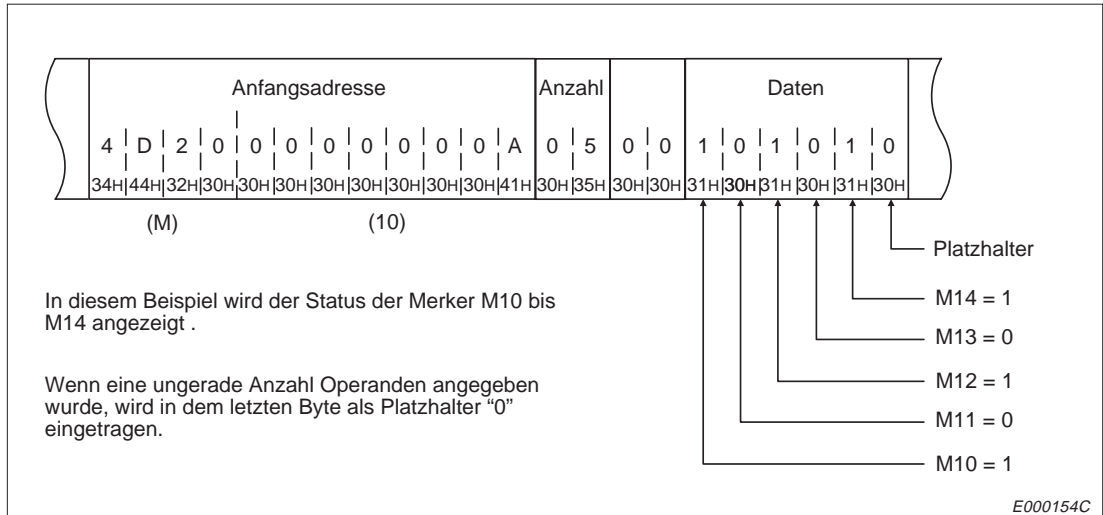 Anfangsadresse Anzahl Daten
4 D 2 0 0 0 0 0 0 0 0 A 0 5 0 0 1 0 1 0 1 0
34H 44H 32H 30H 30H 30H 30H 30H 30H 30H 30H 41H 30H 35H 30H 30H 31H 30H 31H 30H 31H 30H
(M) (10)
Platzhalter
In diesem Beispiel wird der Status der Merker M10 bis
M14 angezeigt .
M14 = 1
M13 = 0
Wenn eine ungerade Anzahl Operanden angegeben
wurde, wird in dem letzten Byte als Platzhalter “0”
eingetragen.
M12 = 1
M11 = 0
M10 = 1
E000154C